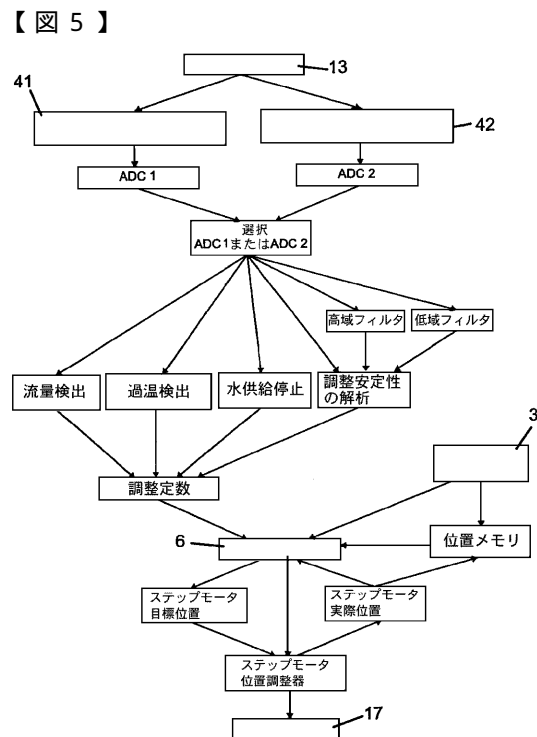 【図5】
13
41
42
ADC 1
ADC 2
選択
ADC 1またはADC 2
高域フィルタ
低域フィルタ
流量検出
過温検出
水供給停止
調整安定性
の解析
3
調整定数
6
位置メモリ
ステップモータ
目標位置
ステップモータ
実際位置
ステップモータ
位置調整器
17